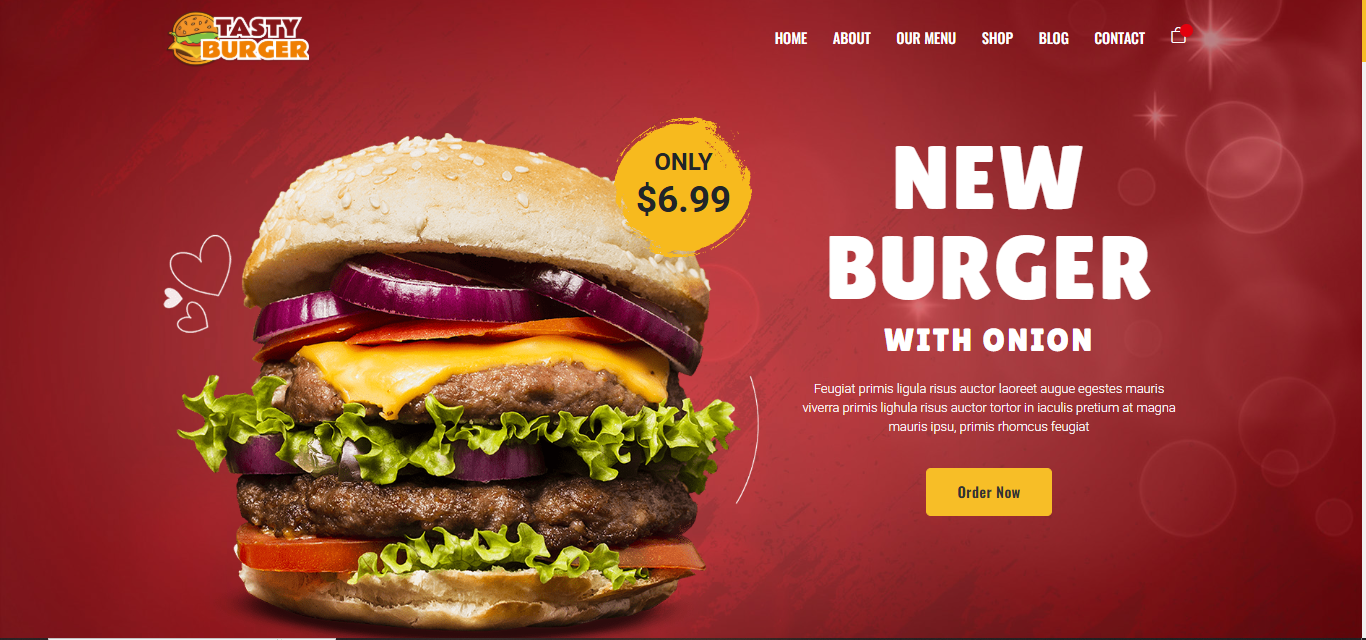 TASTY
BURGER
HOME ABOUT OUR MENU SHOP BLOG CONTACT
ONLY
$6.99
NEW
BURGER
WITH ONION
Feugiat primis ligula risus auctor laoreet augue egestes mauris
viverra primis lighula risus auctor tortor in iaculis pretium at magna
mauris ipsu, primis rhomcus feugiat
Order Now